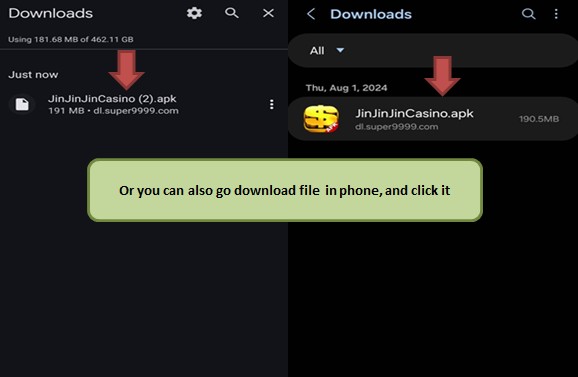 Downloads
Using 181.68 MB of 462.11 GB
Just now
JinJinJinCasino (2).apk
191 MB • dl.super9999.com
Downloads
All
Thu, Aug 1, 2024
JinJinJinCasino.apk
dl.super9999.com
190.5MB
Or you can also go download file in phone, and click it